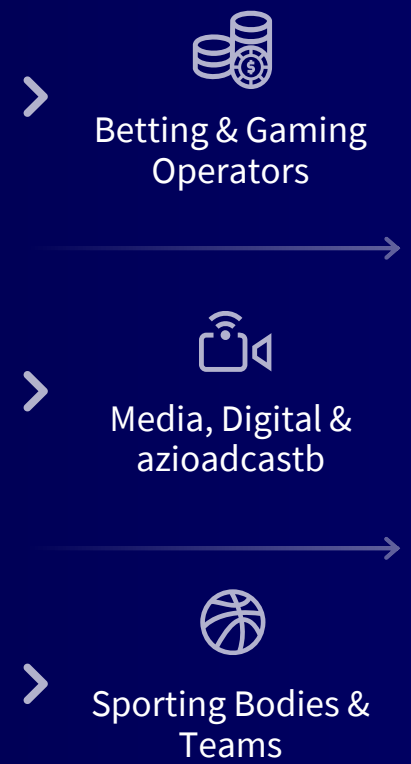 Betting & Gaming
Operators
Media, Digital &
azioadcastb
Sporting Bodies &
Teams